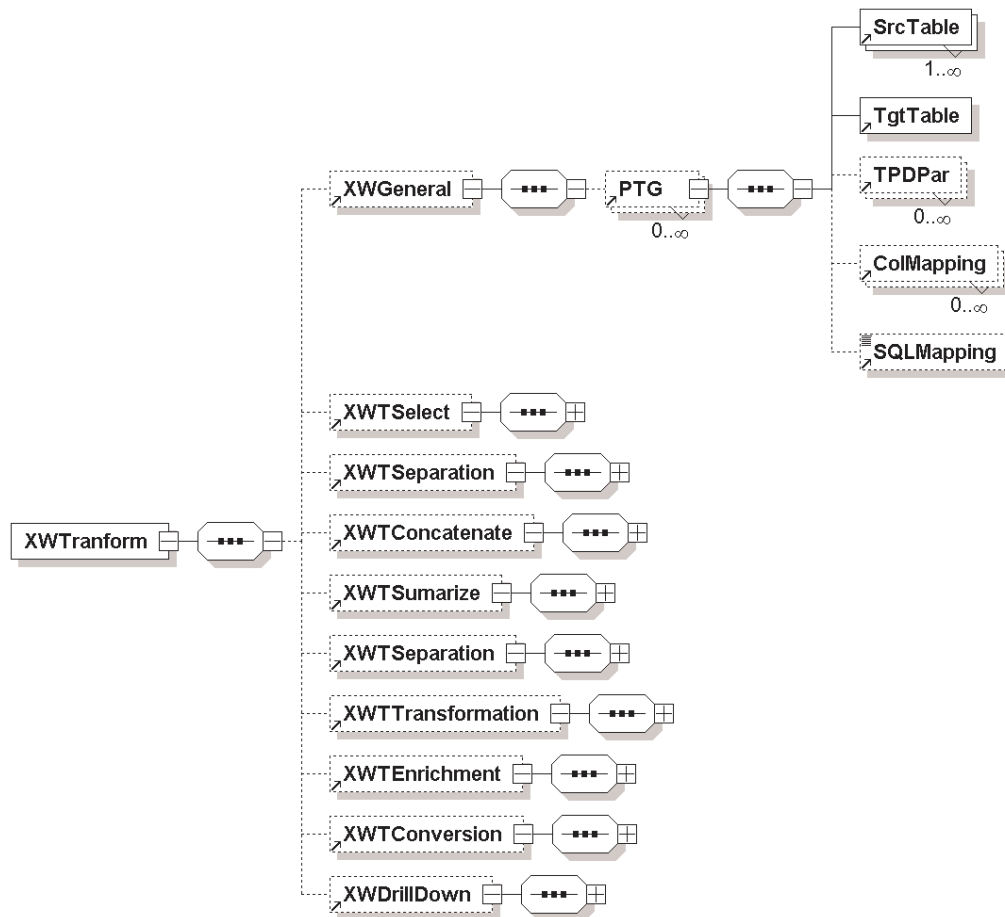 SrcTable
1..∞
TgtTable
XWGeneral
PTG
0..∞
TPDPar
0..∞
ColMapping
0..∞
SQLMapping
XWTSelect
XWTSeparation
XWTranform
XWTConcatenate
XWTSumarize
XWTSeparation
XWTTransformation
XWTEnrichment
XWTConversion
XWDrillDown